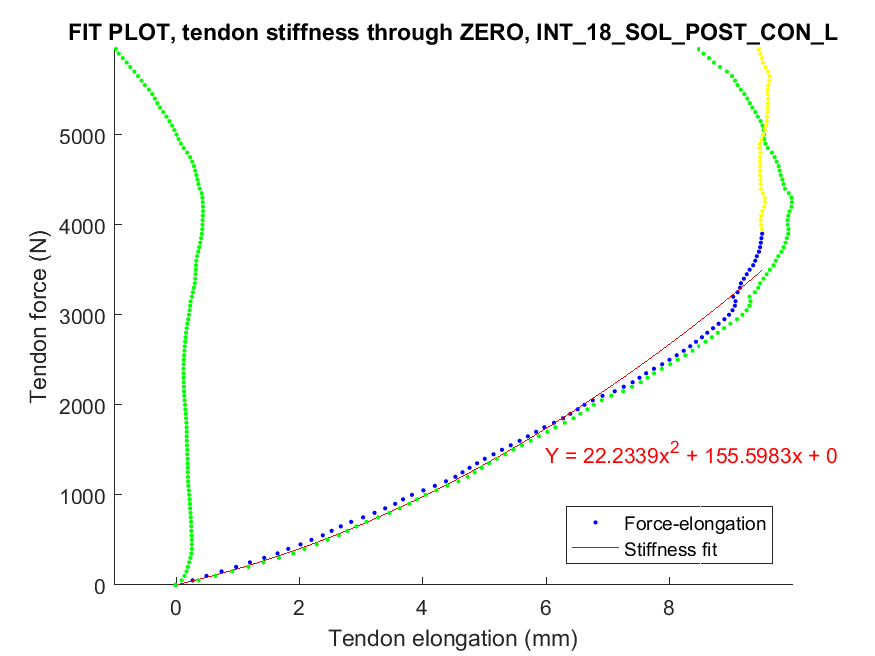 FIT PLOT, tendon stiffness through ZERO, INT_18_SOL_POST_CON_L
Tendon force (N)
5000
4000
3000
2000
1000
0
Y = 22.2339x² + 155.5983x + 0
Force-elongation
Stiffness fit
0 2 4 6 8
Tendon elongation (mm)